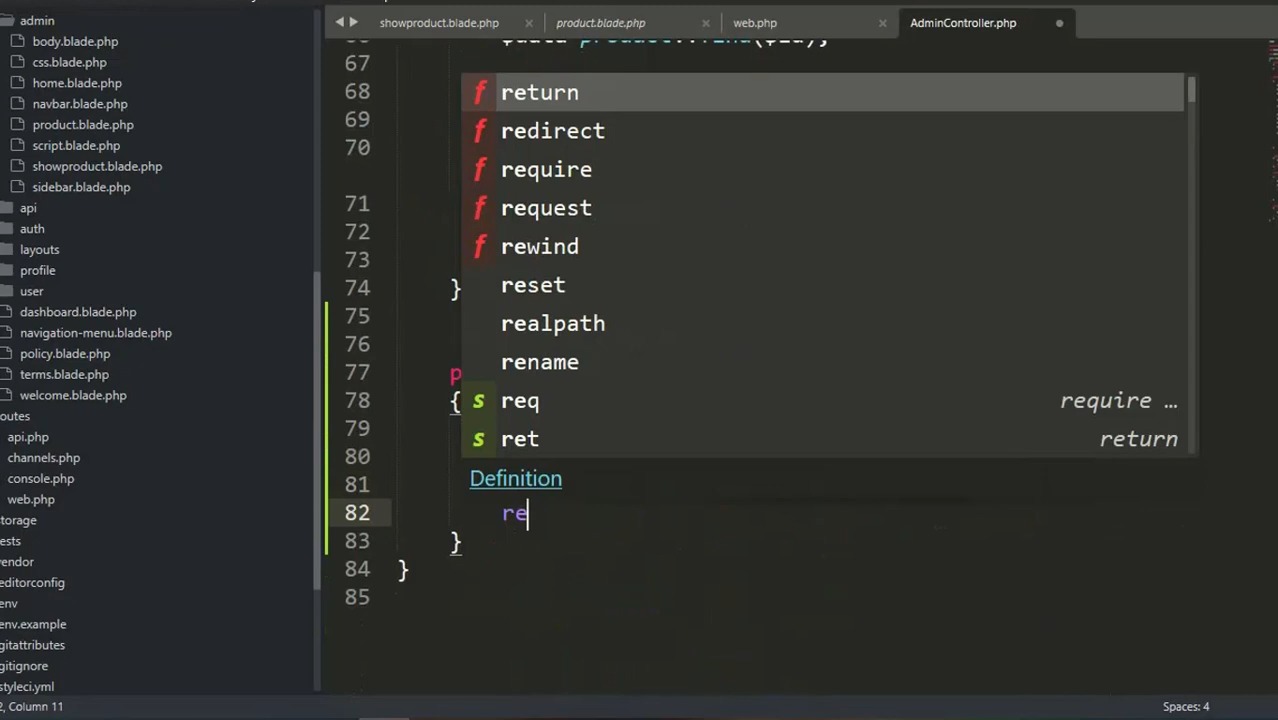 admin
body.blade.php
css.blade.php
home.blade.php
navbar.blade.php
product.blade.php
script.blade.php
showproduct.blade.php
sidebar.blade.php
api
auth
layouts
profile
user
dashboard.blade.php
navigation-menu.blade.php
policy.blade.php
terms.blade.php
welcome.blade.php
outes
api.php
channels.php
console.php
web.php
torage
ests
endor
editorconfig
env
env.example
gitattributes
gitignore
styleci.yml
showproduct.blade.php
product.blade.php
web.php
AdminController.php
67
68
69
70
71
72
73
74 }
75
76
77 p
78 {
79
80
81
82 re
83 }
84 }
85
return
redirect
require
request
rewind
reset
realpath
rename
req require …
ret return
Definition
2, Column 11
Spaces: 4